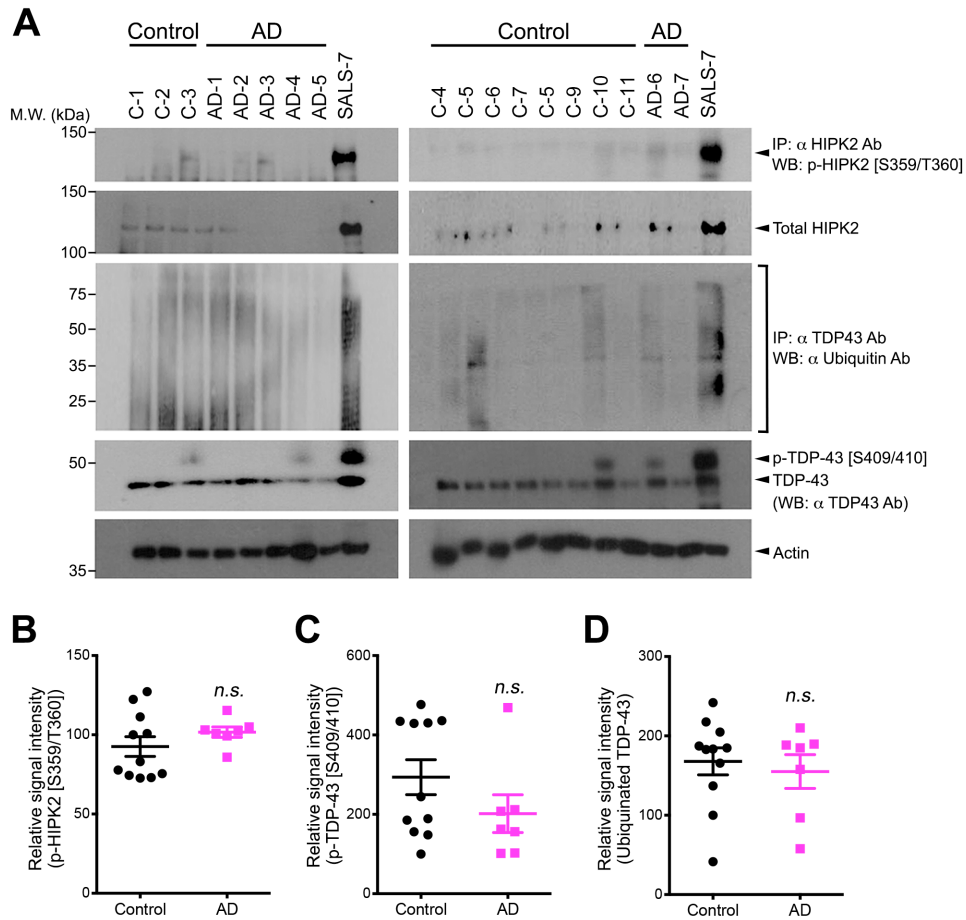 A
Control AD
Control AD
C-1 C-2 C-3 AD-1 AD-2 AD-3 AD-4 AD-5 SALS-7
C-4 C-5 C-6 C-7 C-5 C-9 C-10 C-11 AD-6 AD-7 SALS-7
M.W. (kDa)
150
IP: α HIPK2 Ab
WB: p-HIPK2 [S359/T360]
150
Total HIPK2
100
75
50
IP: α TDP43 Ab
WB: α Ubiquitin Ab
35
25
50
p-TDP-43 [S409/410]
TDP-43
(WB: α TDP43 Ab)
Actin
35
B
Relative signal intensity
(p-HIPK2 [S359/T360])
150
100
50
0
n.s.
Control AD
C
Relative signal intensity
(p-TDP-43 [S409/410])
600
400
200
0
n.s.
Control AD
D
Relative signal intensity
(Ubiquinated TDP-43)
300
200
100
0
n.s.
Control AD